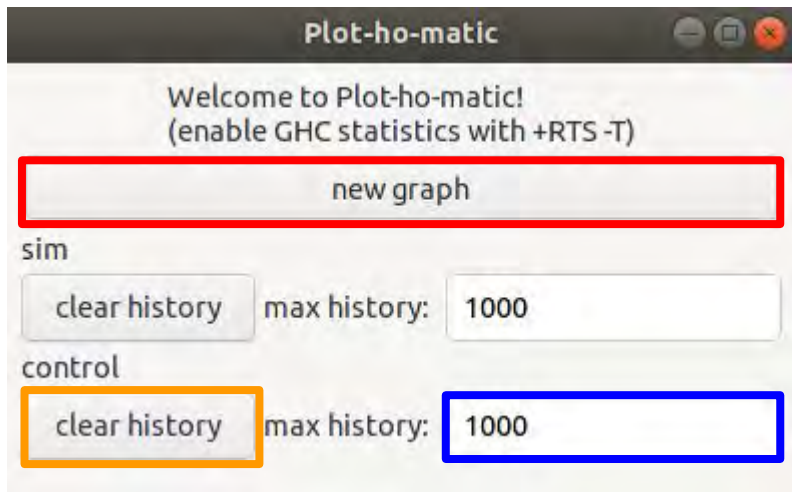 Plot-ho-matic
Welcome to Plot-ho-matic!
(enable GHC statistics with +RTS -T)
new graph
sim
clear history max history: 1000
control
clear history max history: 1000